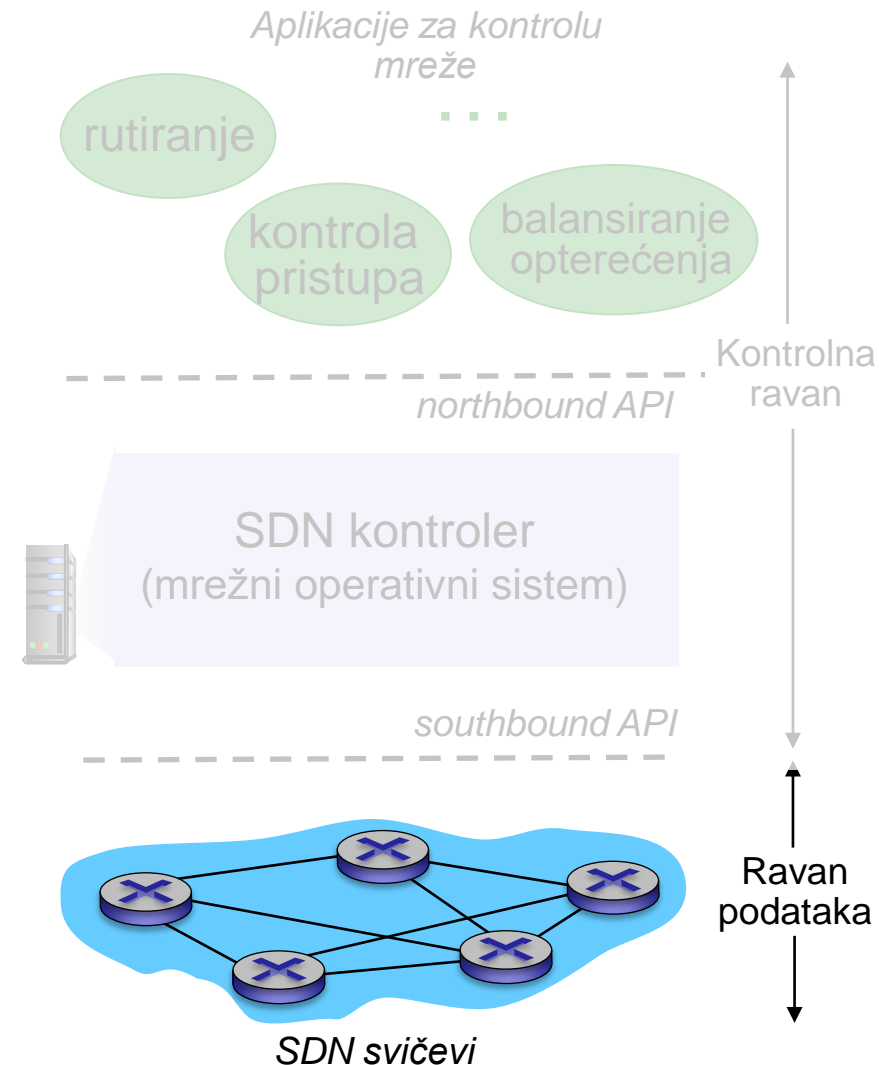 Aplikacije za kontrolu
mreže
rutiranje
...
kontrola
pristupa
balansiranje
opterećenja
Kontrolna
ravan
northbound API
SDN kontroler
(mrežni operativni sistem)
southbound API
Ravan
podataka
SDN svičevi